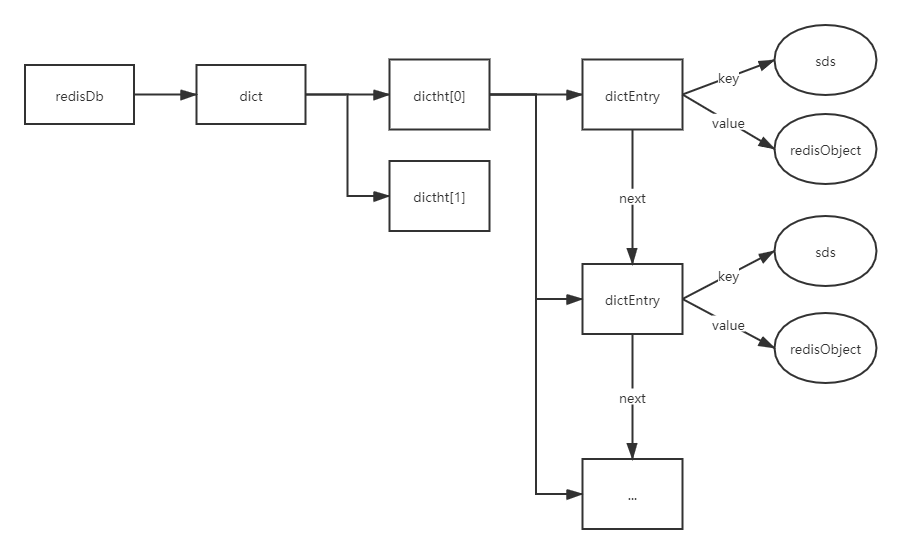 redisDb
dict
dictht[0]
dictht[1]
dictEntry
key
sds
value
redisObject
next
dictEntry
key
sds
value
redisObject
next
...